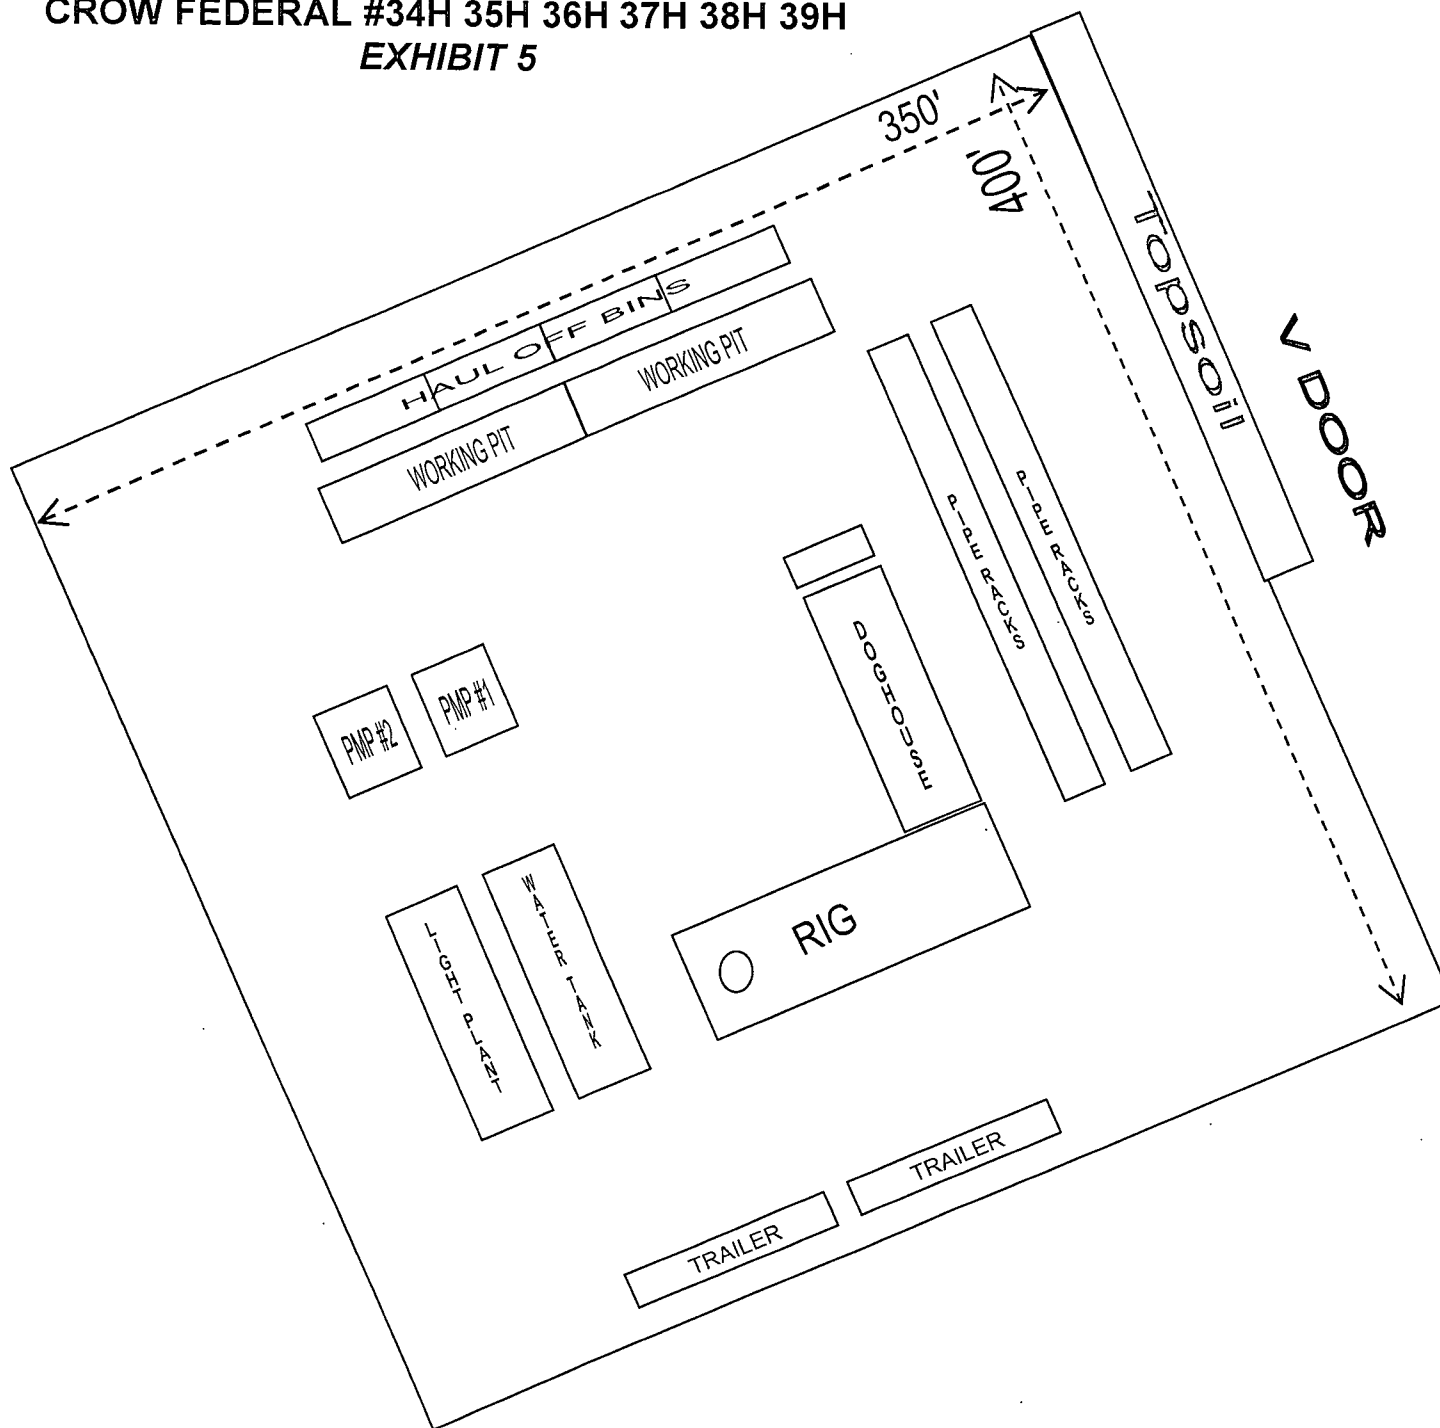 CROW FEDERAL #34H 35H 36H 37H 38H 39H
EXHIBIT 5
350'
400'
Topsoil
V DOOR
HAUL OFF BINS
WORKING PIT
WORKING PIT
PIPE RACKS
PIPE RACKS
DOGHOUSE
PMP #2
PMP #1
LIGHT PLANT
WATER TANK
RIG
TRAILER
TRAILER